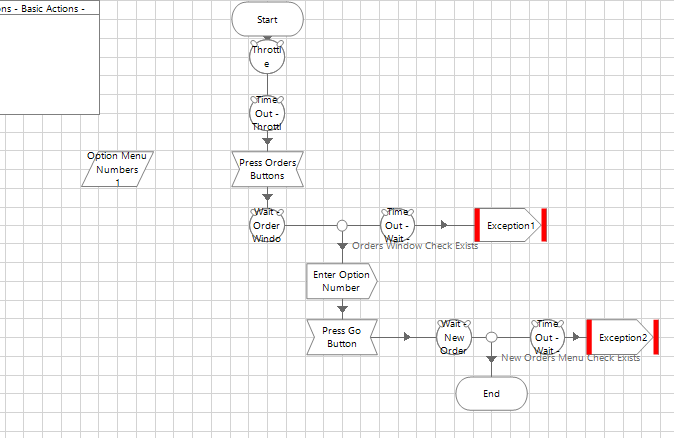 ns - Basic Actions -
Start
Throttl
e
Time
Out -
Throttl
Option Menu
Numbers
1
Press Orders
Buttons
Wait -
Order
Windo
Time
Out -
Wait -
Exception1
Orders Window Check Exists
Enter Option
Number
Press Go
Button
Wait -
New
Order
Time
Out -
Wait -
Exception2
New Orders Menu Check Exists
End